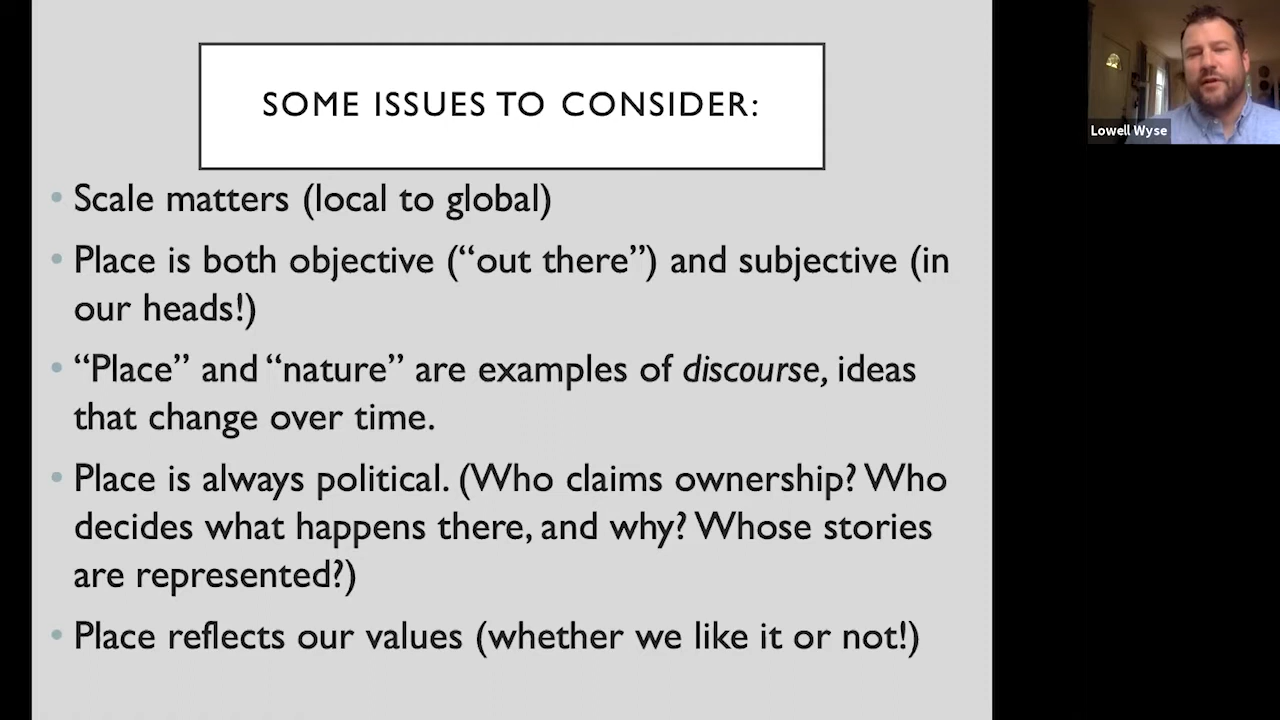 SOME ISSUES TO CONSIDER:
Lowell Wyse
• Scale matters (local to global)
• Place is both objective (“out there”) and subjective (in
our heads!)
• “Place” and “nature” are examples of discourse, ideas
that change over time.
• Place is always political. (Who claims ownership? Who
decides what happens there, and why? Whose stories
are represented?)
• Place reflects our values (whether we like it or not!)